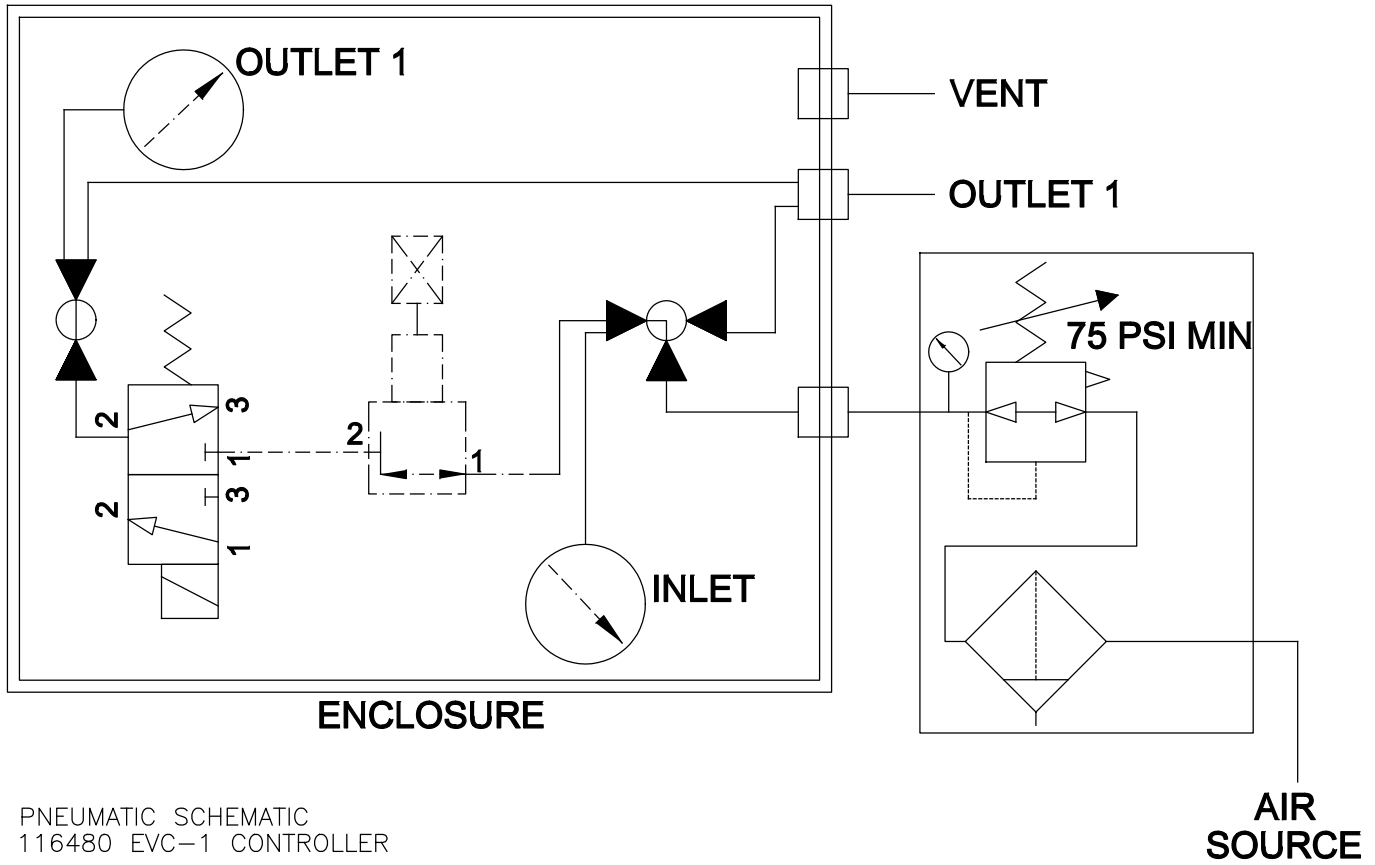 OUTLET 1
VENT
OUTLET 1
75 PSI MIN
2
3
1
2
1
3
2
1
INLET
ENCLOSURE
AIR
SOURCE
PNEUMATIC SCHEMATIC
116480 EVC-1 CONTROLLER